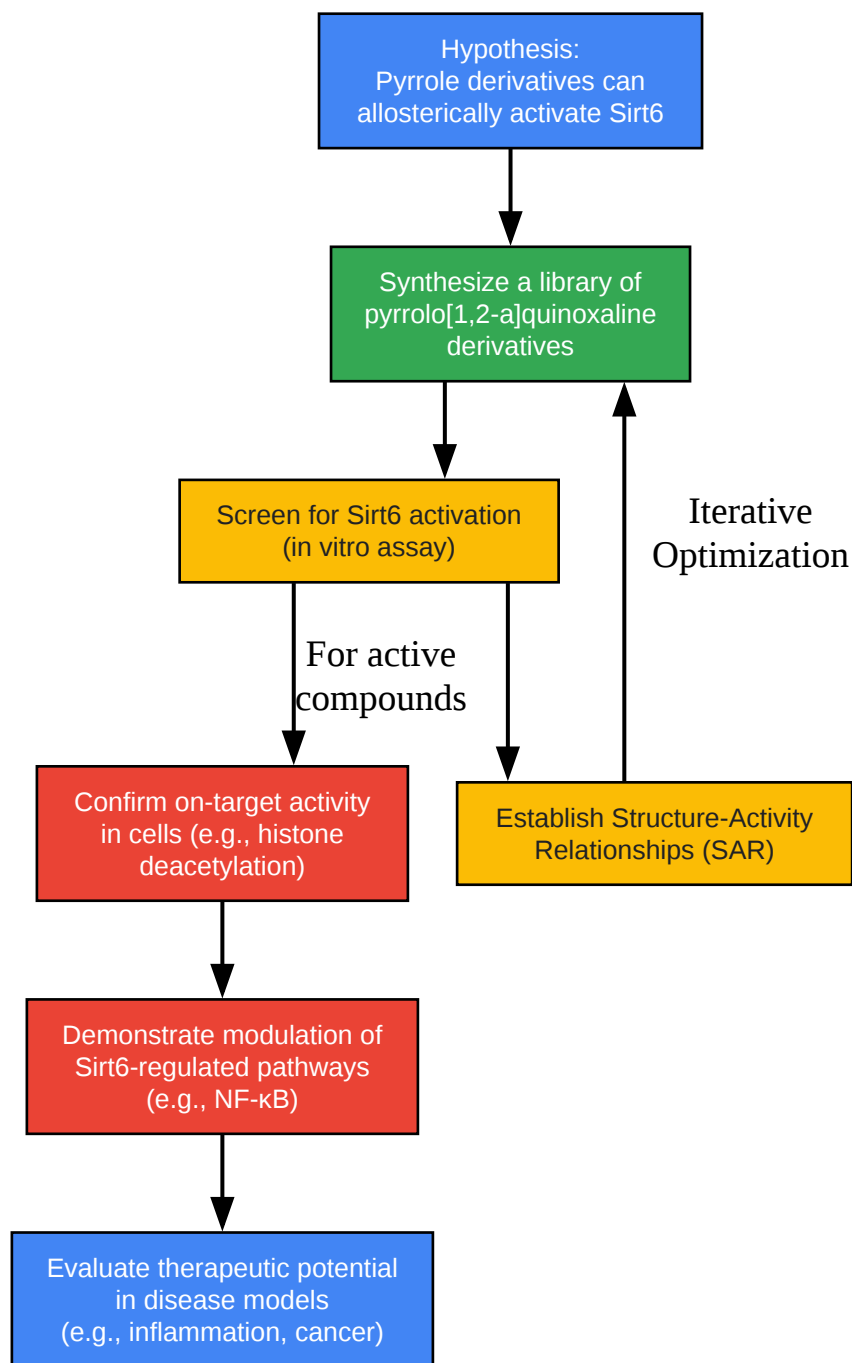 Hypothesis:
Pyrrole derivatives can
allosterically activate Sirt6
Synthesize a library of
pyrrolo[1,2-a]quinoxaline
derivatives
Screen for Sirt6 activation
(in vitro assay)
Iterative
Optimization
For active
compounds
Confirm on-target activity
in cells (e.g., histone
deacetylation)
Establish Structure-Activity
Relationships (SAR)
Demonstrate modulation of
Sirt6-regulated pathways
(e.g., NF-κB)
Evaluate therapeutic potential
in disease models
(e.g., inflammation, cancer)